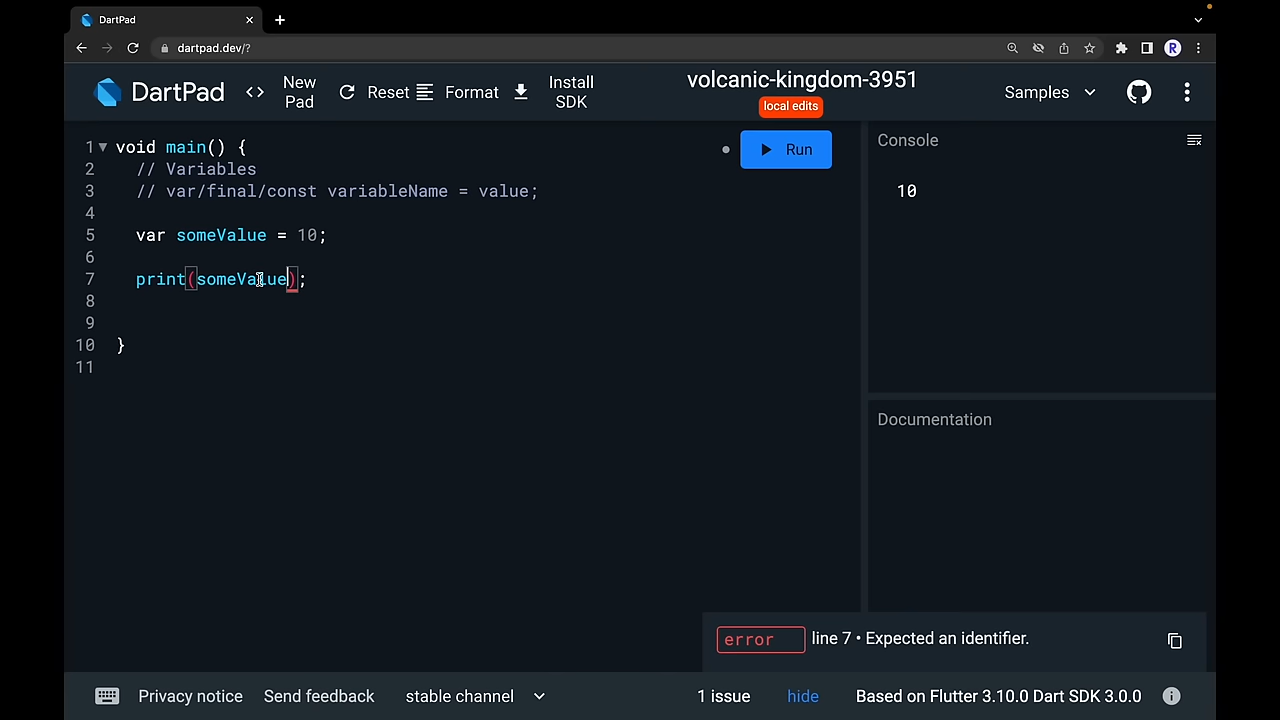 DartPad
dartpad.dev/?
R
DartPad
<>
New Pad
Reset
Format
Install SDK
volcanic-kingdom-3951
local edits
Samples
1 void main() {
2 // Variables
3 // var/final/const variableName = value;
4
5 var someValue = 10;
6
7 print(someValue);
8
9
10 }
11
Run
Console
10
Documentation
error line 7 • Expected an identifier.
Privacy notice
Send feedback
stable channel
1 issue
hide
Based on Flutter 3.10.0 Dart SDK 3.0.0